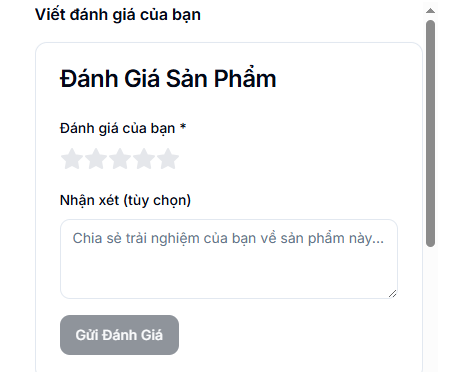 Viết đánh giá của bạn
Đánh Giá Sản Phẩm
Đánh giá của bạn *
Nhận xét (tùy chọn)
Chia sẻ trải nghiệm của bạn về sản phẩm này...
Gửi Đánh Giá